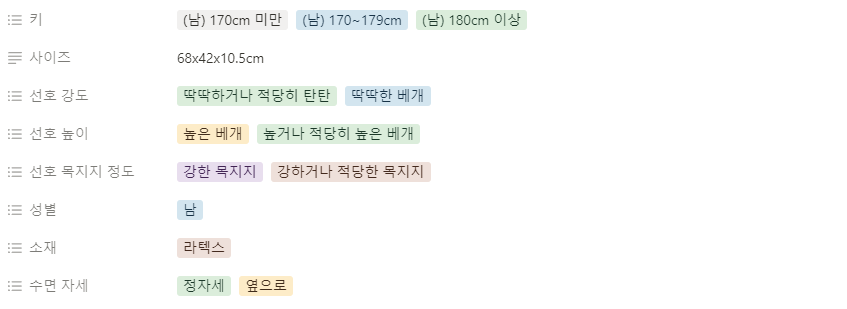 키 (남) 170cm 미만 (남) 170~179cm (남) 180cm 이상
사이즈 68x42x10.5cm
선호 강도 딱딱하거나 적당히 탄탄 딱딱한 베개
선호 높이 높은 베개 높거나 적당히 높은 베개
선호 목지지 정도 강한 목지지 강하거나 적당한 목지지
성별 남
소재 라텍스
수면 자세 정자세 옆으로